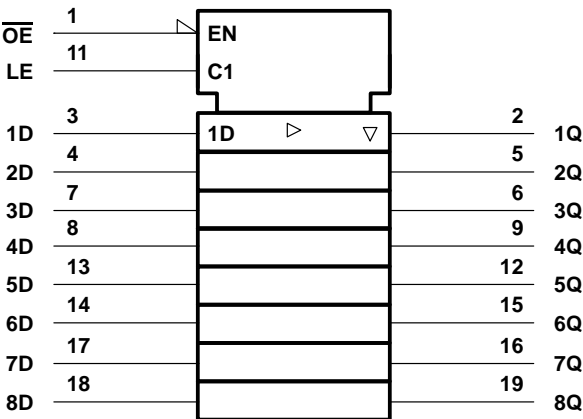 1
O̅E̅ EN
11
LE C1
3 2
1D 1D 1Q
4 5
2D 2Q
7 6
3D 3Q
8 9
4D 4Q
13 12
5D 5Q
14 15
6D 6Q
17 16
7D 7Q
18 19
8D 8Q